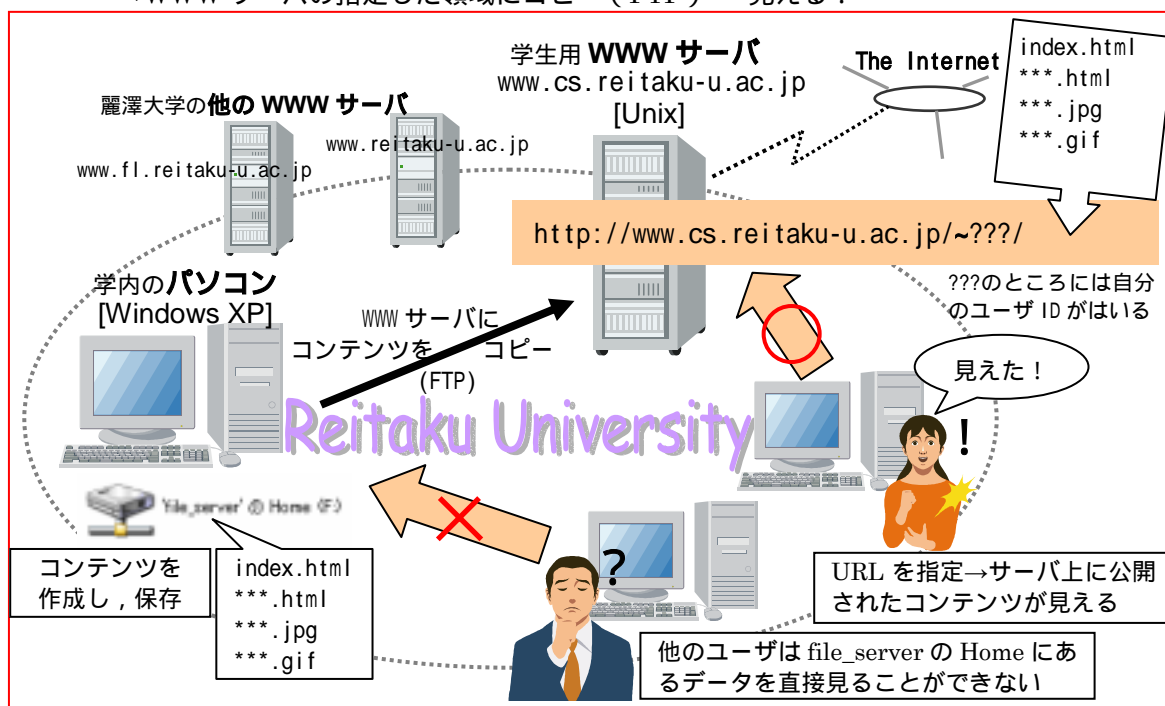 学生用 WWW サーバ
www.cs.reitaku-u.ac.jp
[Unix]
The Internet
index.html
***.html
***.jpg
***.gif
麗澤大学の他の WWW サーバ
www.reitaku-u.ac.jp
www.fl.reitaku-u.ac.jp
http://www.cs.reitaku-u.ac.jp/~???/
???のところには自分
のユーザ ID がはいる
学内のパソコン
[Windows XP]
WWW サーバに
コンテンツを コピー
(FTP)
見えた！
!
Reitaku University
'file_server' の Home (F:)
コンテンツを
作成し，保存
index.html
***.html
***.jpg
***.gif
?
URL を指定→サーバ上に公開
されたコンテンツが見える
他のユーザは file_server の Home にあ
るデータを直接見ることができない